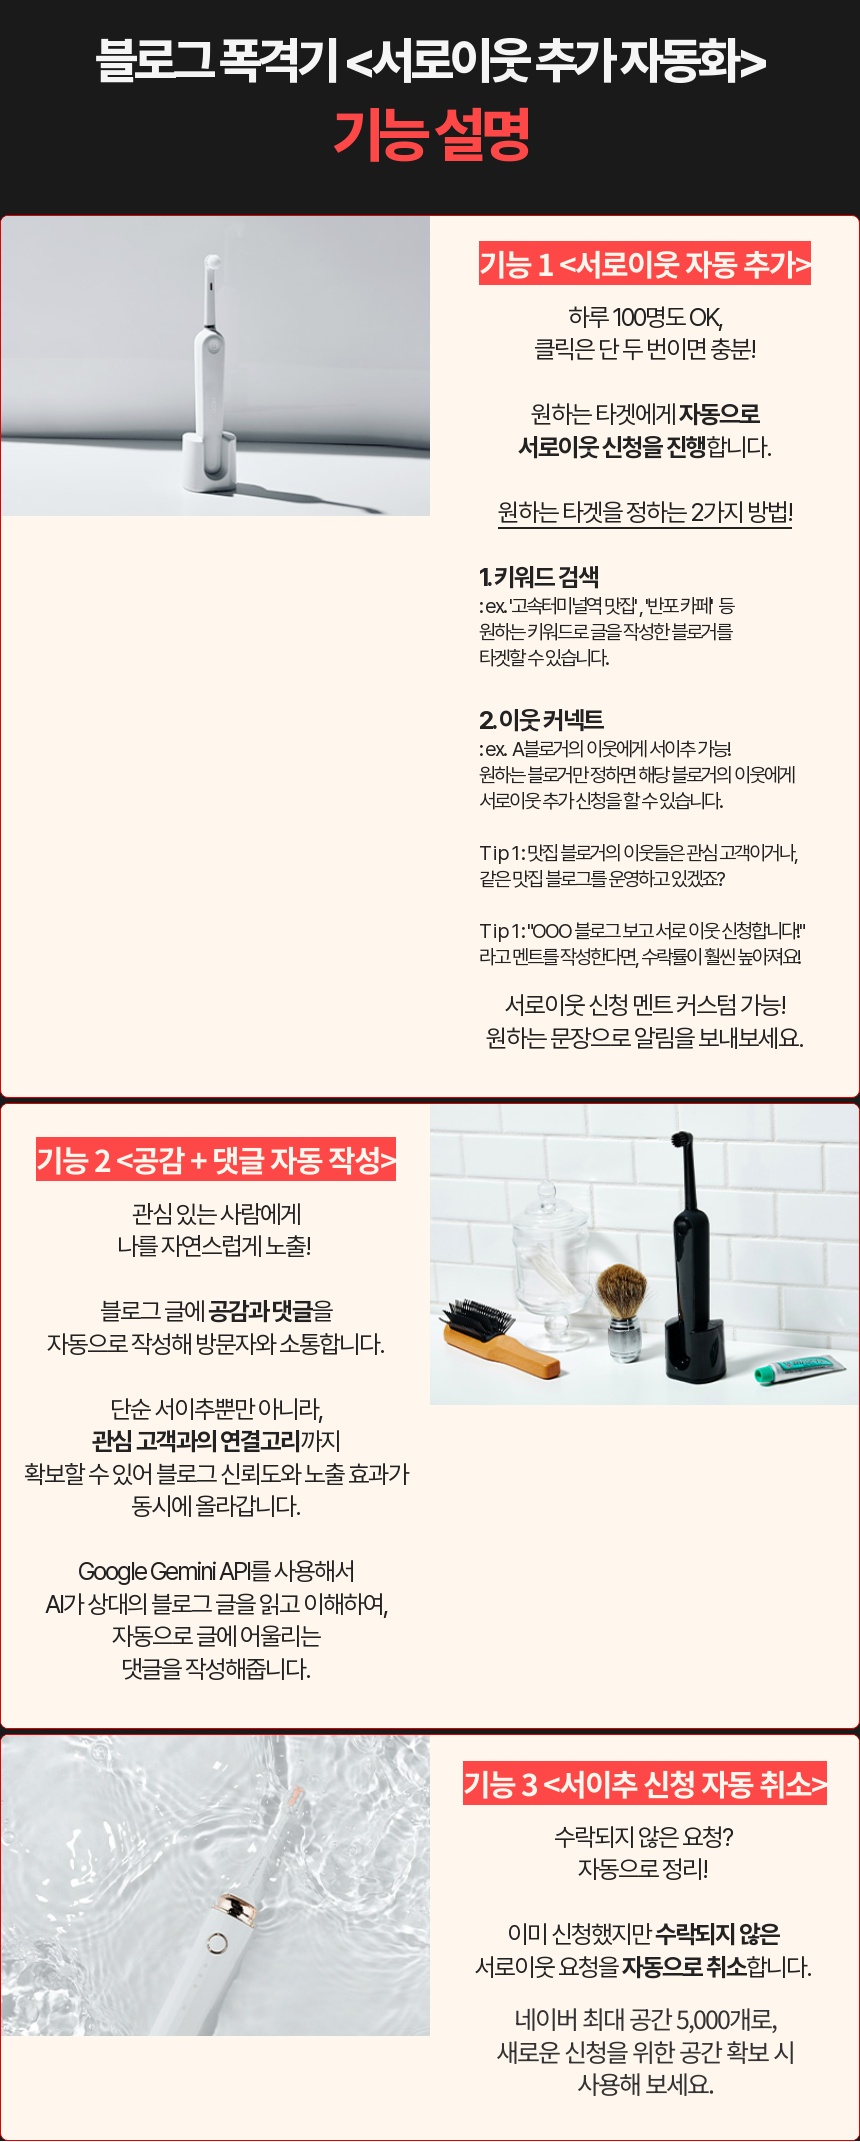 블로그 폭격기 <서로이웃 추가 자동화>
기능 설명
기능 1 <서로이웃 자동 추가>
하루 100명도 OK,
클릭은 단 두 번이면 충분!
원하는 타겟에게 자동으로
서로이웃 신청을 진행합니다.
원하는 타겟을 정하는 2가지 방법!
1. 키워드 검색
: ex. '고속터미널역 맛집', '반포 카페' 등
원하는 키워드로 글을 작성한 블로거를
타겟할 수 있습니다.
2. 이웃 커넥트
: ex. A블로거의 이웃에게 서이추 가능!
원하는 블로거만 정하면 해당 블로거의 이웃에게
서로이웃 추가 신청을 할 수 있습니다.
Tip 1 : 맛집 블로거의 이웃들은 관심 고객이거나,
같은 맛집 블로그를 운영하고 있겠죠?
Tip 1 : "OOO 블로그 보고 서로 이웃 신청합니다!"
라고 멘트를 작성한다면, 수락률이 훨씬 높아져요!
서로이웃 신청 멘트 커스텀 가능!
원하는 문장으로 알림을 보내보세요.
기능 2 <공감 + 댓글 자동 작성>
관심 있는 사람에게
나를 자연스럽게 노출!
블로그 글에 공감과 댓글을
자동으로 작성해 방문자와 소통합니다.
단순 서이추뿐만 아니라,
관심 고객과의 연결고리까지
확보할 수 있어 블로그 신뢰도와 노출 효과가
동시에 올라갑니다.
Google Gemini API를 사용해서
AI가 상대의 블로그 글을 읽고 이해하여,
자동으로 글에 어울리는
댓글을 작성해줍니다.
기능 3 <서이추 신청 자동 취소>
수락되지 않은 요청?
자동으로 정리!
이미 신청했지만 수락되지 않은
서로이웃 요청을 자동으로 취소합니다.
네이버 최대 공간 5,000개로,
새로운 신청을 위한 공간 확보 시
사용해 보세요.